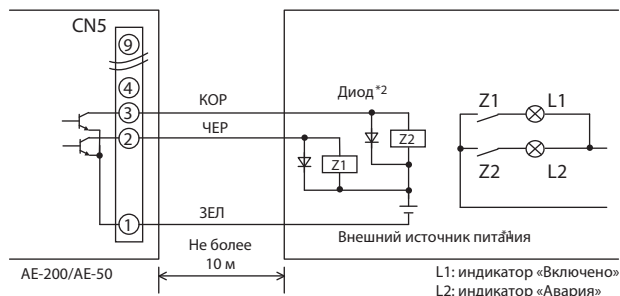 CN5
9
4
3
2
1
КОР
ЧЕР
ЗЕЛ
Диод*2
Z2
Z1
Внешний источник питания*1
Z1
L1
Z2
L2
Не более
10 м
AE-200/AE-50
L1: индикатор «Включено»
L2: индикатор «Авария»